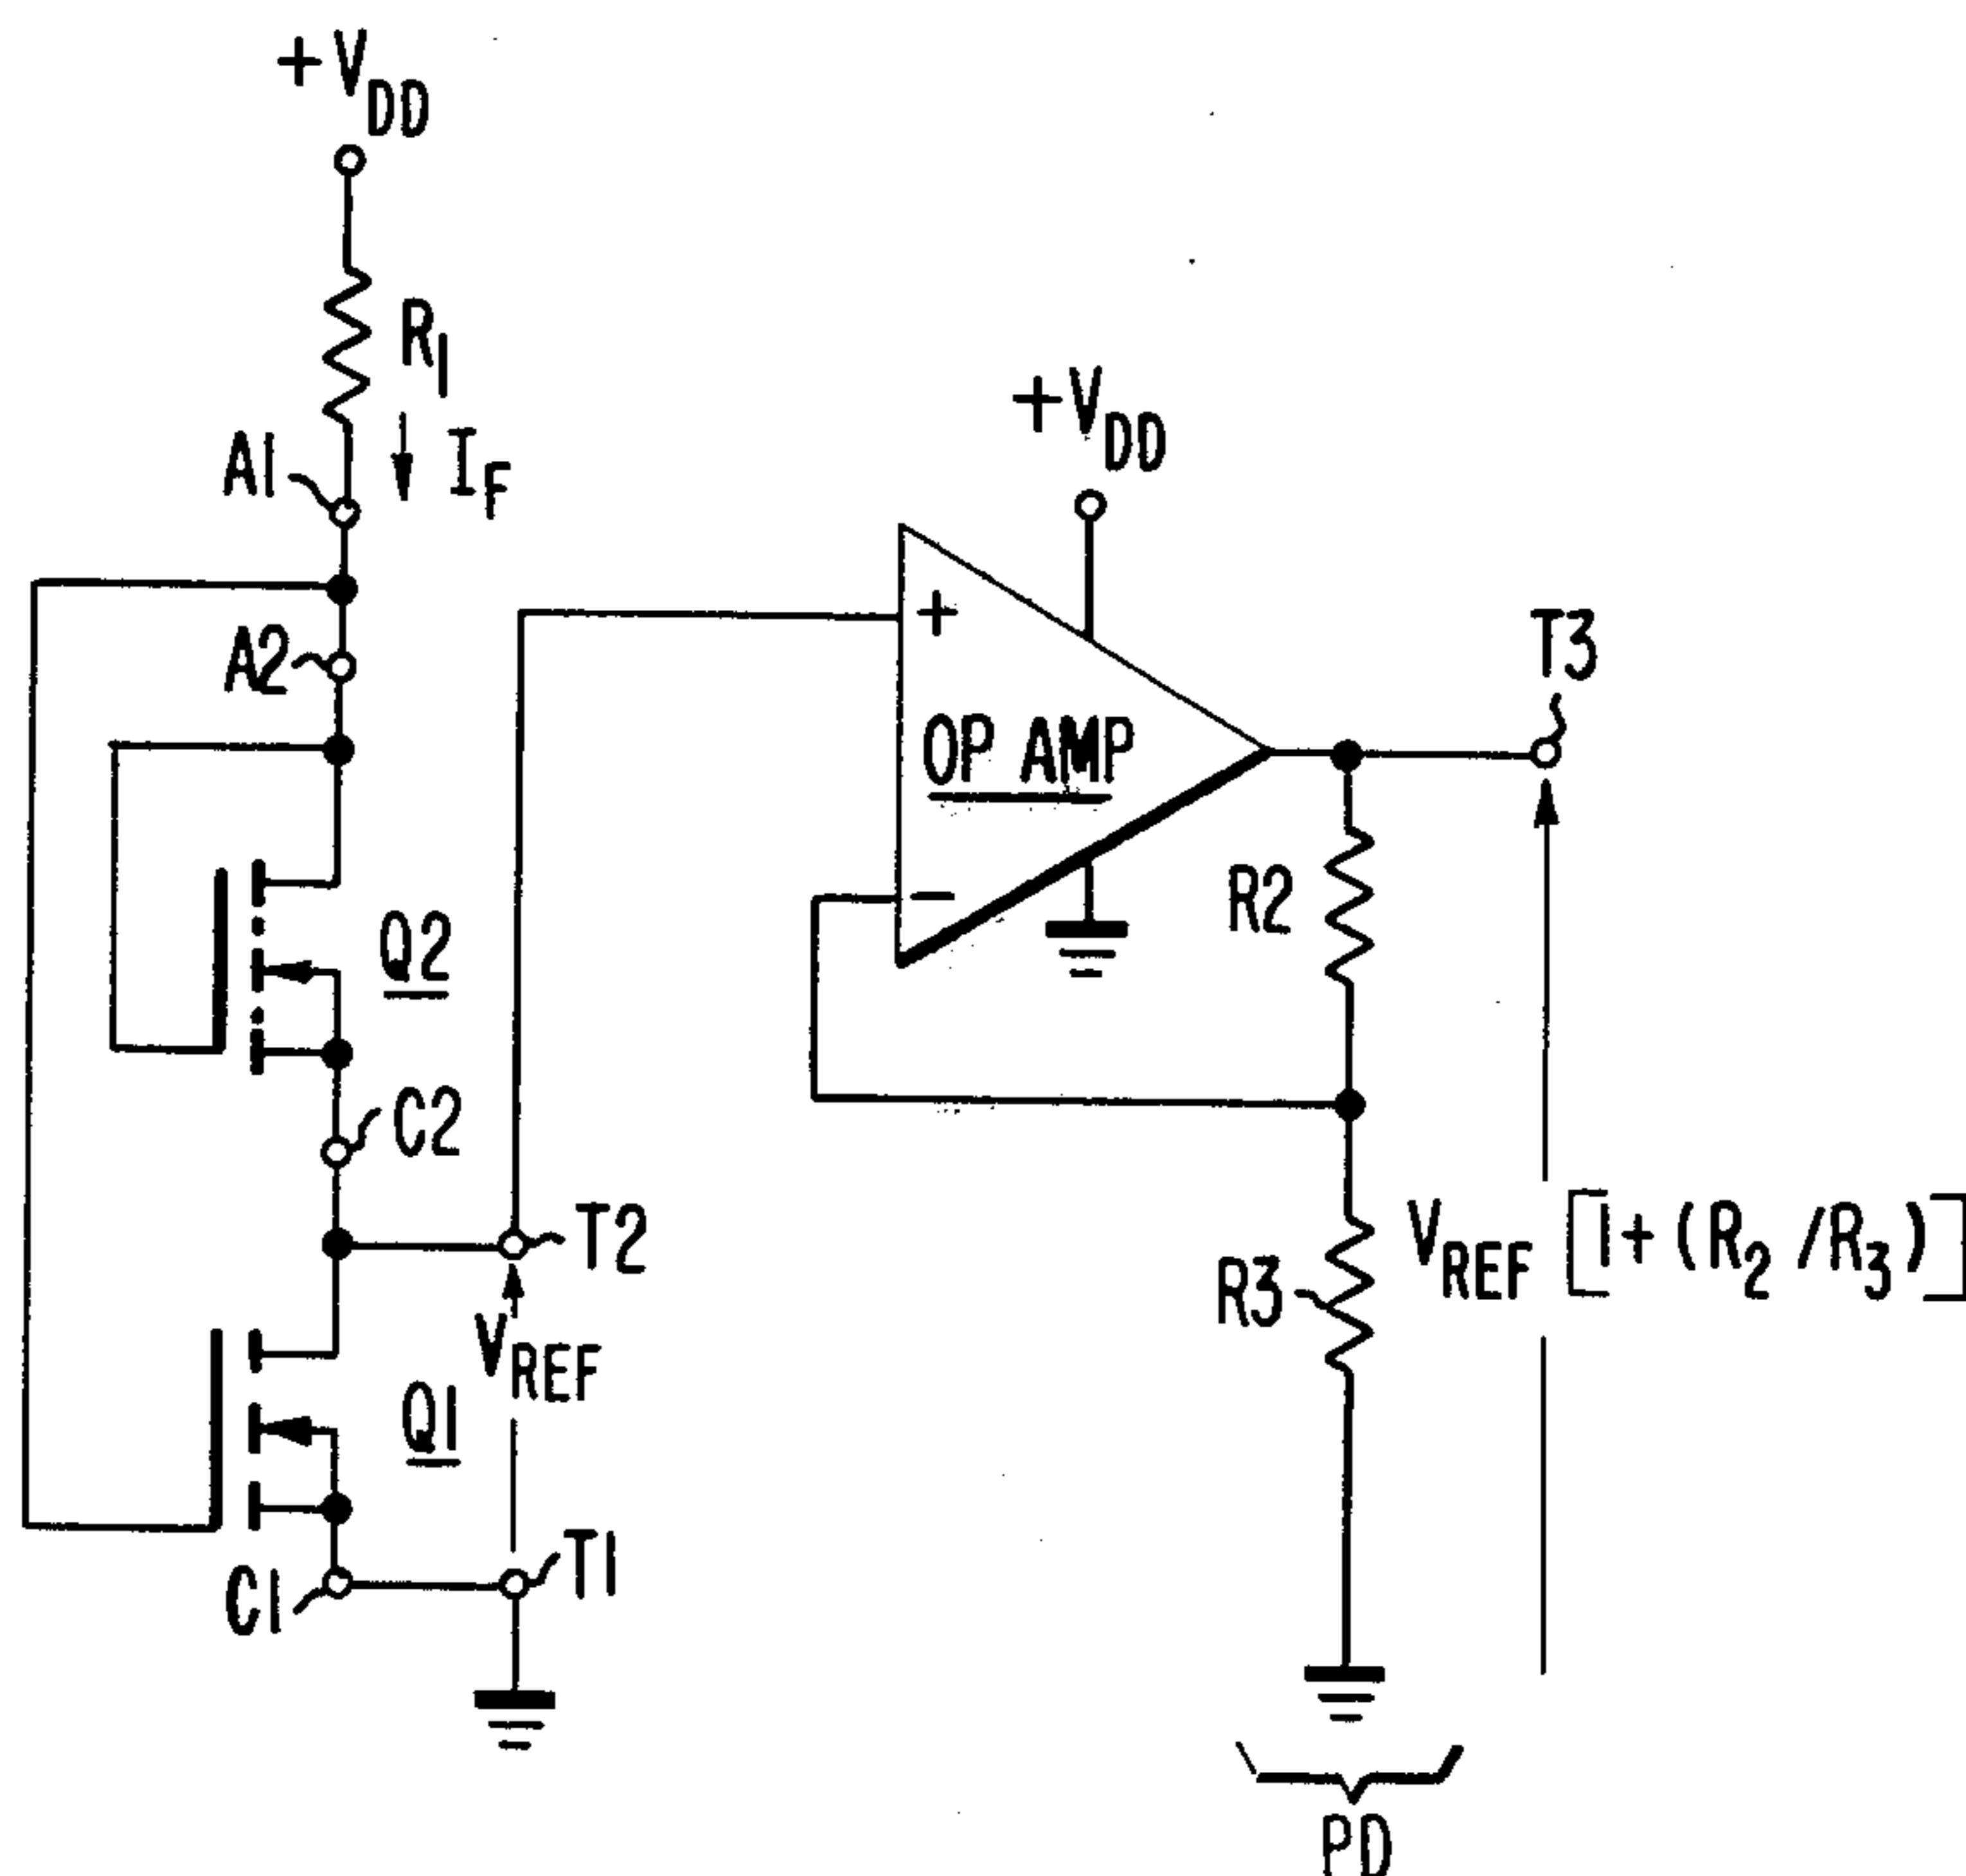 +VDD
R1
A1
IF
+VDD
A2
+
T3
OP AMP
−
R2
Q2
C2
T2
VREF [1+ (R2 /R3)]
R3
VREF
Q1
T1
C1
PD